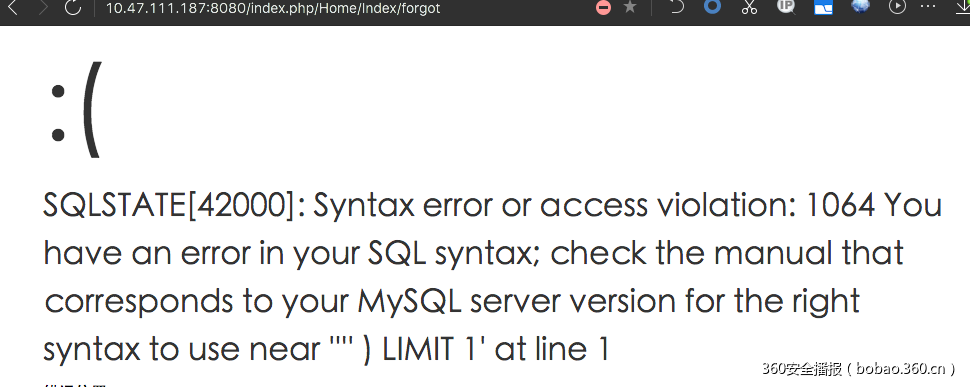 10.47.111.187:8080/index.php/Home/Index/forgot
IP
:(
SQLSTATE[42000]: Syntax error or access violation: 1064 You
have an error in your SQL syntax; check the manual that
corresponds to your MySQL server version for the right
syntax to use near '''' ) LIMIT 1' at line 1
360安全播报（bobao.360.cn）